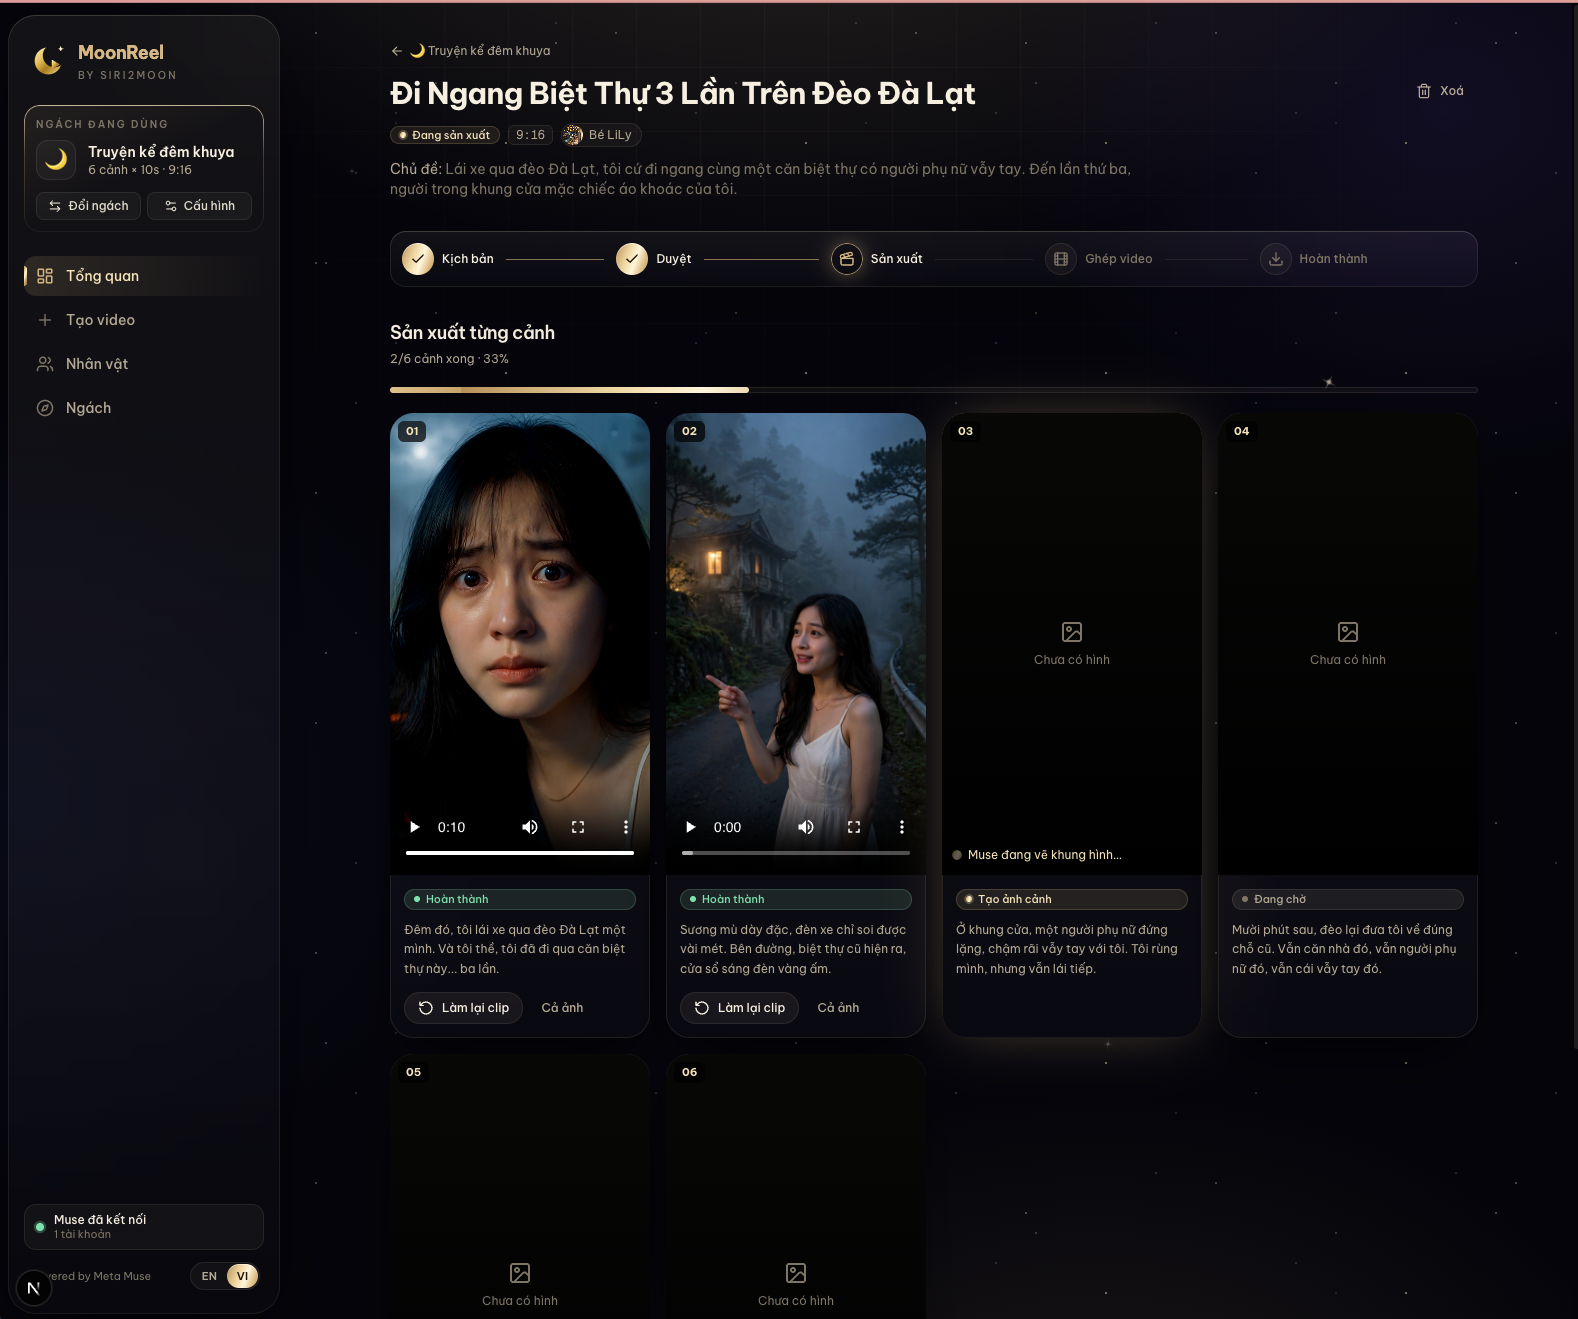 MoonReel
BY SIRI2MOON
NGÁCH ĐANG DÙNG
Truyện kể đêm khuya
6 cảnh × 10s · 9:16
Đổi ngách
Cấu hình
Tổng quan
Tạo video
Nhân vật
Ngách
Muse đã kết nối
1 tài khoản
ered by Meta Muse
EN
VI
N
← 🌙 Truyện kể đêm khuya
Đi Ngang Biệt Thự 3 Lần Trên Đèo Đà Lạt
Xoá
Đang sản xuất
9:16
Bé LiLy
Chủ đề: Lái xe qua đèo Đà Lạt, tôi cứ đi ngang cùng một căn biệt thự có người phụ nữ vẫy tay. Đến lần thứ ba,
người trong khung cửa mặc chiếc áo khoác của tôi.
Kịch bản
Duyệt
Sản xuất
Ghép video
Hoàn thành
Sản xuất từng cảnh
2/6 cảnh xong · 33%
01
0:10
Hoàn thành
Đêm đó, tôi lái xe qua đèo Đà Lạt một
mình. Và tôi thề, tôi đã đi qua căn biệt
thự này... ba lần.
Làm lại clip
Cả ảnh
02
0:00
Hoàn thành
Sương mù dày đặc, đèn xe chỉ soi được
vài mét. Bên đường, biệt thự cũ hiện ra,
cửa sổ sáng đèn vàng ấm.
Làm lại clip
Cả ảnh
03
Chưa có hình
Muse đang vẽ khung hình...
Tạo ảnh cảnh
Ở khung cửa, một người phụ nữ đứng
lặng, chậm rãi vẫy tay với tôi. Tôi rùng
mình, nhưng vẫn lái tiếp.
04
Chưa có hình
Đang chờ
Mười phút sau, đèo lại đưa tôi về đúng
chỗ cũ. Vẫn căn nhà đó, vẫn người phụ
nữ đó, vẫn cái vẫy tay đó.
05
Chưa có hình
06
Chưa có hình